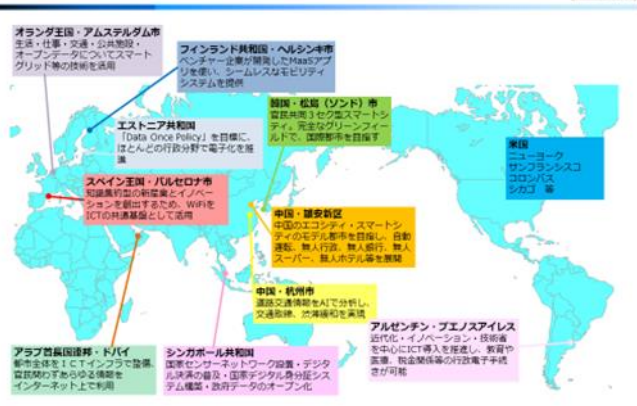 オランダ王国・アムステルダム市
生活・仕事・交通・公共施設・
オープンデータについてスマート
グリッド等の技術を活用
フィンランド共和国・ヘルシンキ市
ベンチャー企業が開発したMaaSアプ
リを使い、シームレスなモビリティ
システムを提供
韓国・松島（ソンド）市
官民共同3セク型スマートシ
ティ。完全なグリーンフィー
ルドで、国際都市を目指す
エストニア共和国
「Data Once Policy」を目標に、
ほとんどの行政分野で電子化を推
進
米国
ニューヨーク
サンフランシスコ
コロンバス
シカゴ 等
スペイン王国・バルセロナ市
知識集約型の新産業とイノベー
ションを創出するため、WiFiを
ICTの共通基盤として活用
中国・雄安新区
中国のエコシティ・スマートシ
ティのモデル都市を目指し、自動
運転、無人行政、無人銀行、無人
スーパー、無人ホテル等を展開
中国・杭州市
道路交通情報をAIで分析し、
交通取締、渋滞緩和を実現
アラブ首長国連邦・ドバイ
都市全体をICTインフラで整備、
官民問わずあらゆる情報を
インターネット上で利用
シンガポール共和国
国家センサーネットワーク設置・デジタ
ル決済の普及・国家デジタル身分証シス
テム構築・政府データのオープン化
アルゼンチン・ブエノスアイレス
近代化・イノベーション・技術省
を中心にICT導入を推進し、教育や
医療、税金関係等の行政電子手続
きが可能